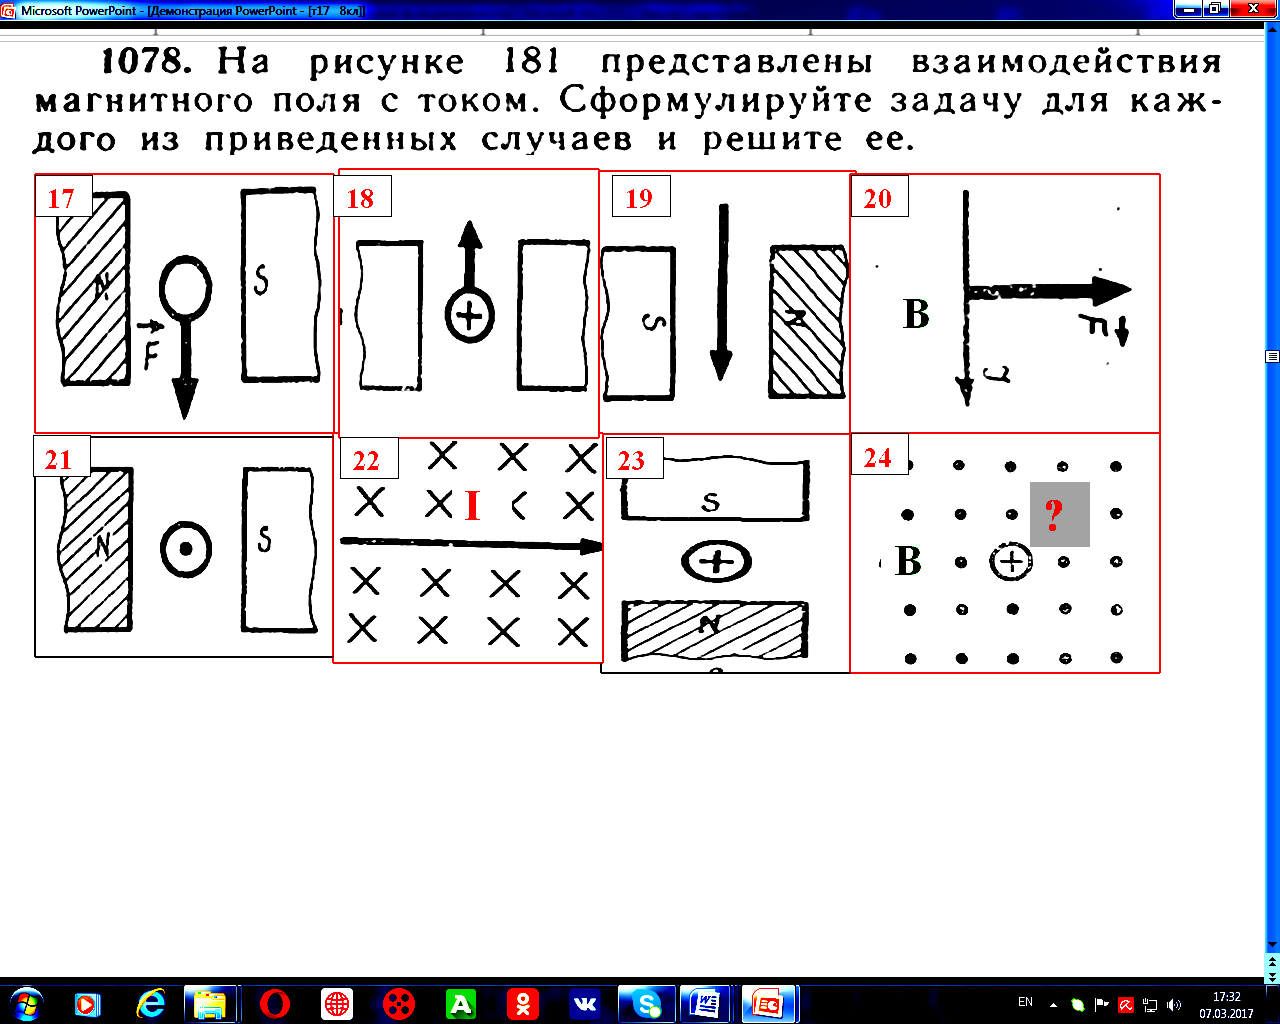 Microsoft PowerPoint - [Демонстрация PowerPoint - [т17 8кл]]
1078. На рисунке 181 представлены взаимодействия
магнитного поля с током. Сформулируйте задачу для каж-
дого из приведенных случаев и решите ее.
17
N
S
F
18
19
S
N
20
B
F
I
21
N
S
22
I
23
S
N
24
?
B
EN
17:32
07.03.2017